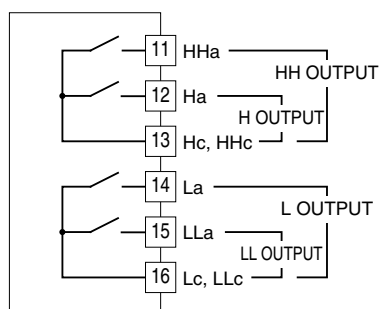 11 HHa
HH OUTPUT
12 Ha
H OUTPUT
13 Hc, HHc
14 La
L OUTPUT
15 LLa
LL OUTPUT
16 Lc, LLc